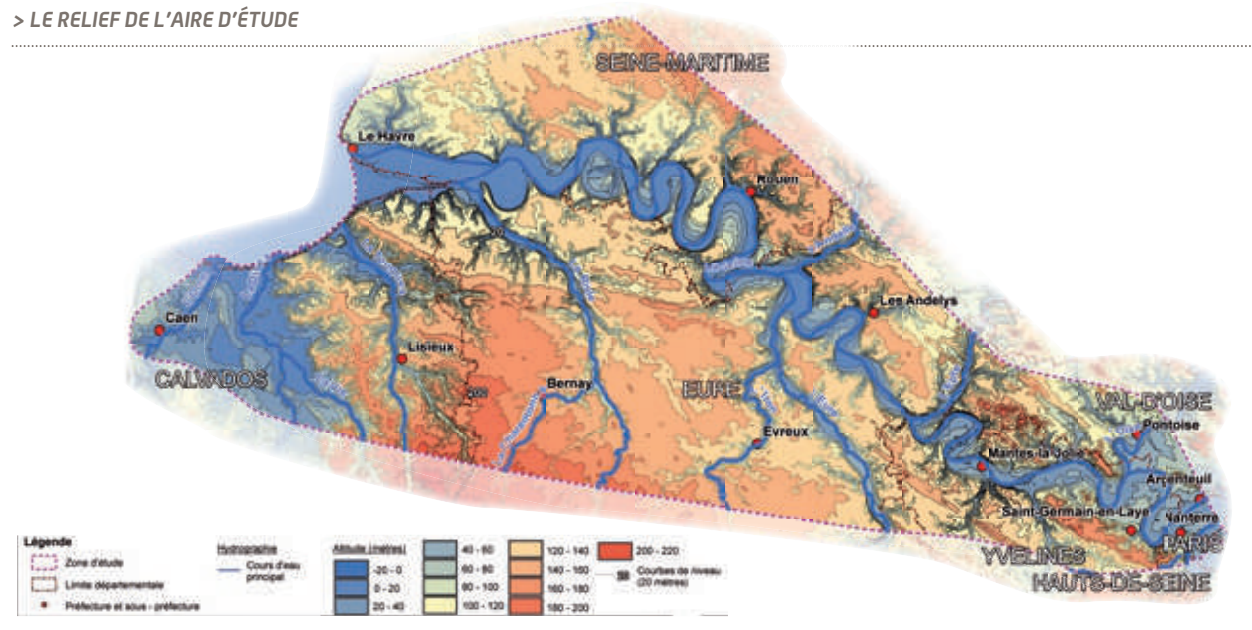 > LE RELIEF DE L'AIRE D'ÉTUDE
SEINE-MARITIME
Le Havre
Rouen
Les Andelys
Caen
Lisieux
CALVADOS
Bernay
EURE
Evreux
VAL-D'OISE
Pontoise
Mantes-la-Jolie
Argenteuil
Saint-Germain-en-Laye
Nanterre
PARIS
YVELINES
HAUTS-DE-SEINE
Légende
Zone d'étude
Limite départementale
Préfecture et sous - préfecture
Hydrographie
Cours d'eau
principal
Altitude (mètres)
-20 - 0
0 - 20
20 - 40
40 - 60
60 - 80
80 - 100
100 - 120
120 - 140
140 - 160
160 - 180
180 - 200
200 - 220
Courbes de niveau
(20 mètres)